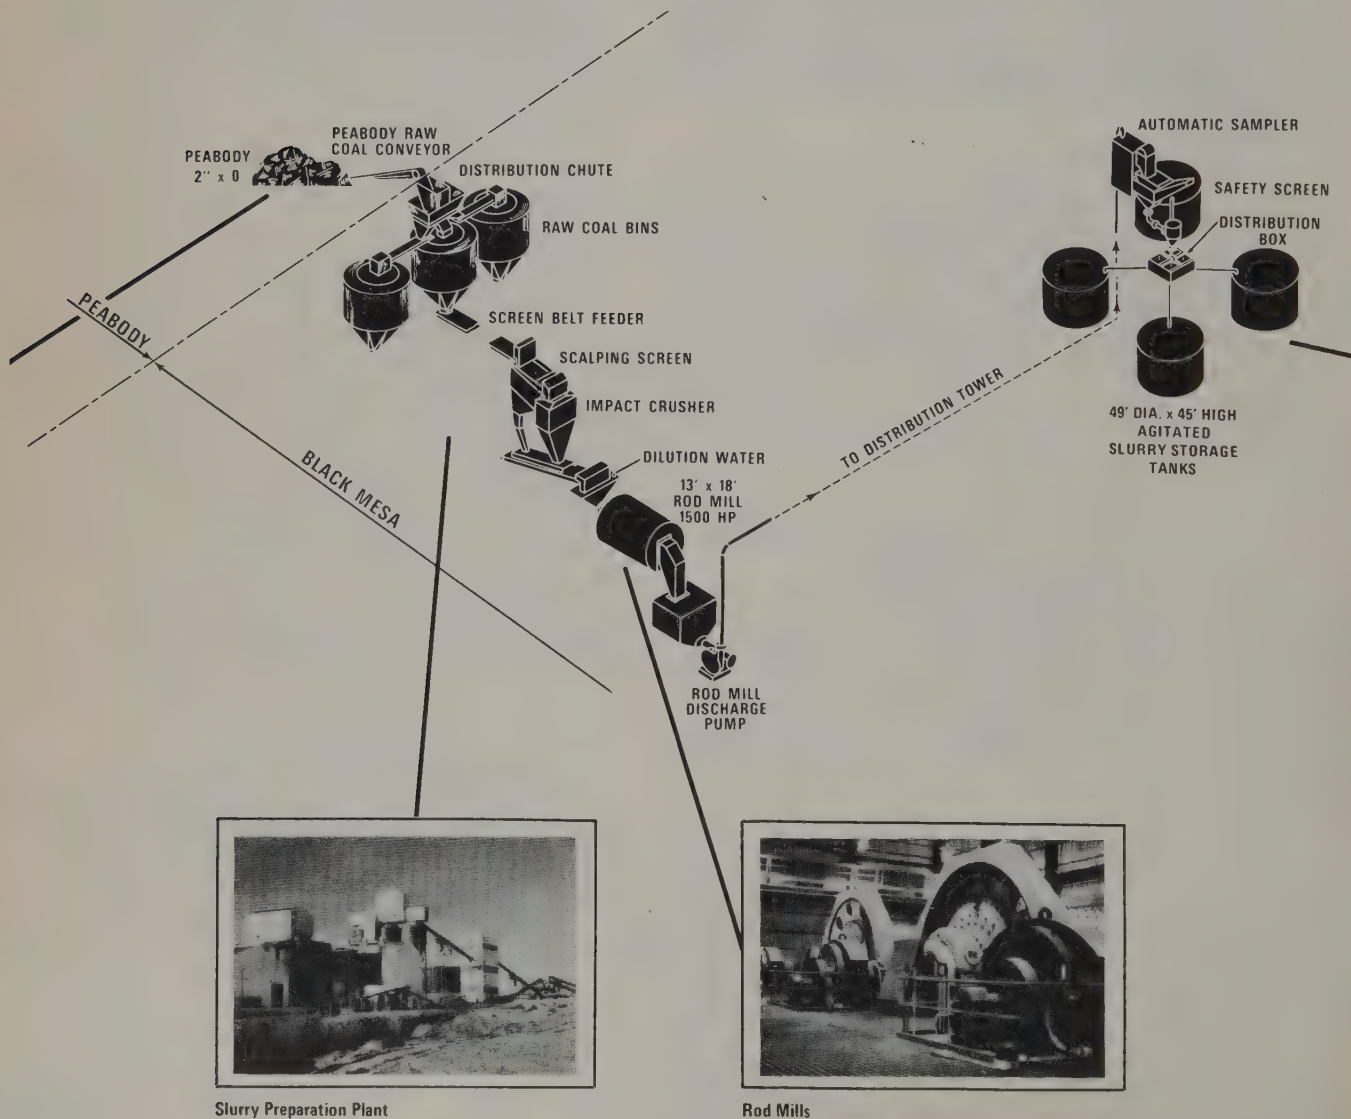 PEABODY RAW
COAL CONVEYOR
PEABODY
2" x 0
DISTRIBUTION CHUTE
RAW COAL BINS
PEABODY
SCREEN BELT FEEDER
SCALPING SCREEN
IMPACT CRUSHER
BLACK MESA
DILUTION WATER
13' x 18'
ROD MILL
1500 HP
ROD MILL
DISCHARGE
PUMP
TO DISTRIBUTION TOWER
AUTOMATIC SAMPLER
SAFETY SCREEN
DISTRIBUTION
BOX
49' DIA. x 45' HIGH
AGITATED
SLURRY STORAGE
TANKS
Slurry Preparation Plant
Rod Mills